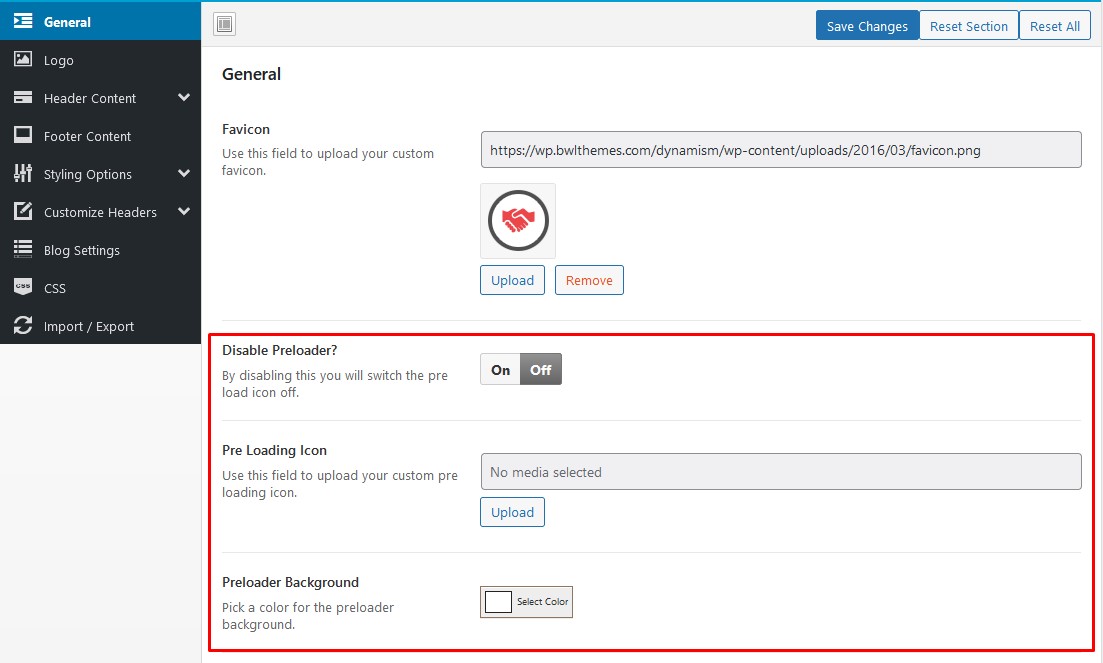 General
Logo
Header Content
Footer Content
Styling Options
Customize Headers
Blog Settings
CSS
CSS
Import / Export
Save Changes
Reset Section
Reset All
General
Favicon
Use this field to upload your custom
favicon.
https://wp.bwlthemes.com/dynamism/wp-content/uploads/2016/03/favicon.png
Upload
Remove
Disable Preloader?
By disabling this you will switch the pre
load icon off.
On
Off
Pre Loading Icon
Use this field to upload your custom pre
loading icon.
No media selected
Upload
Preloader Background
Pick a color for the preloader
background.
Select Color